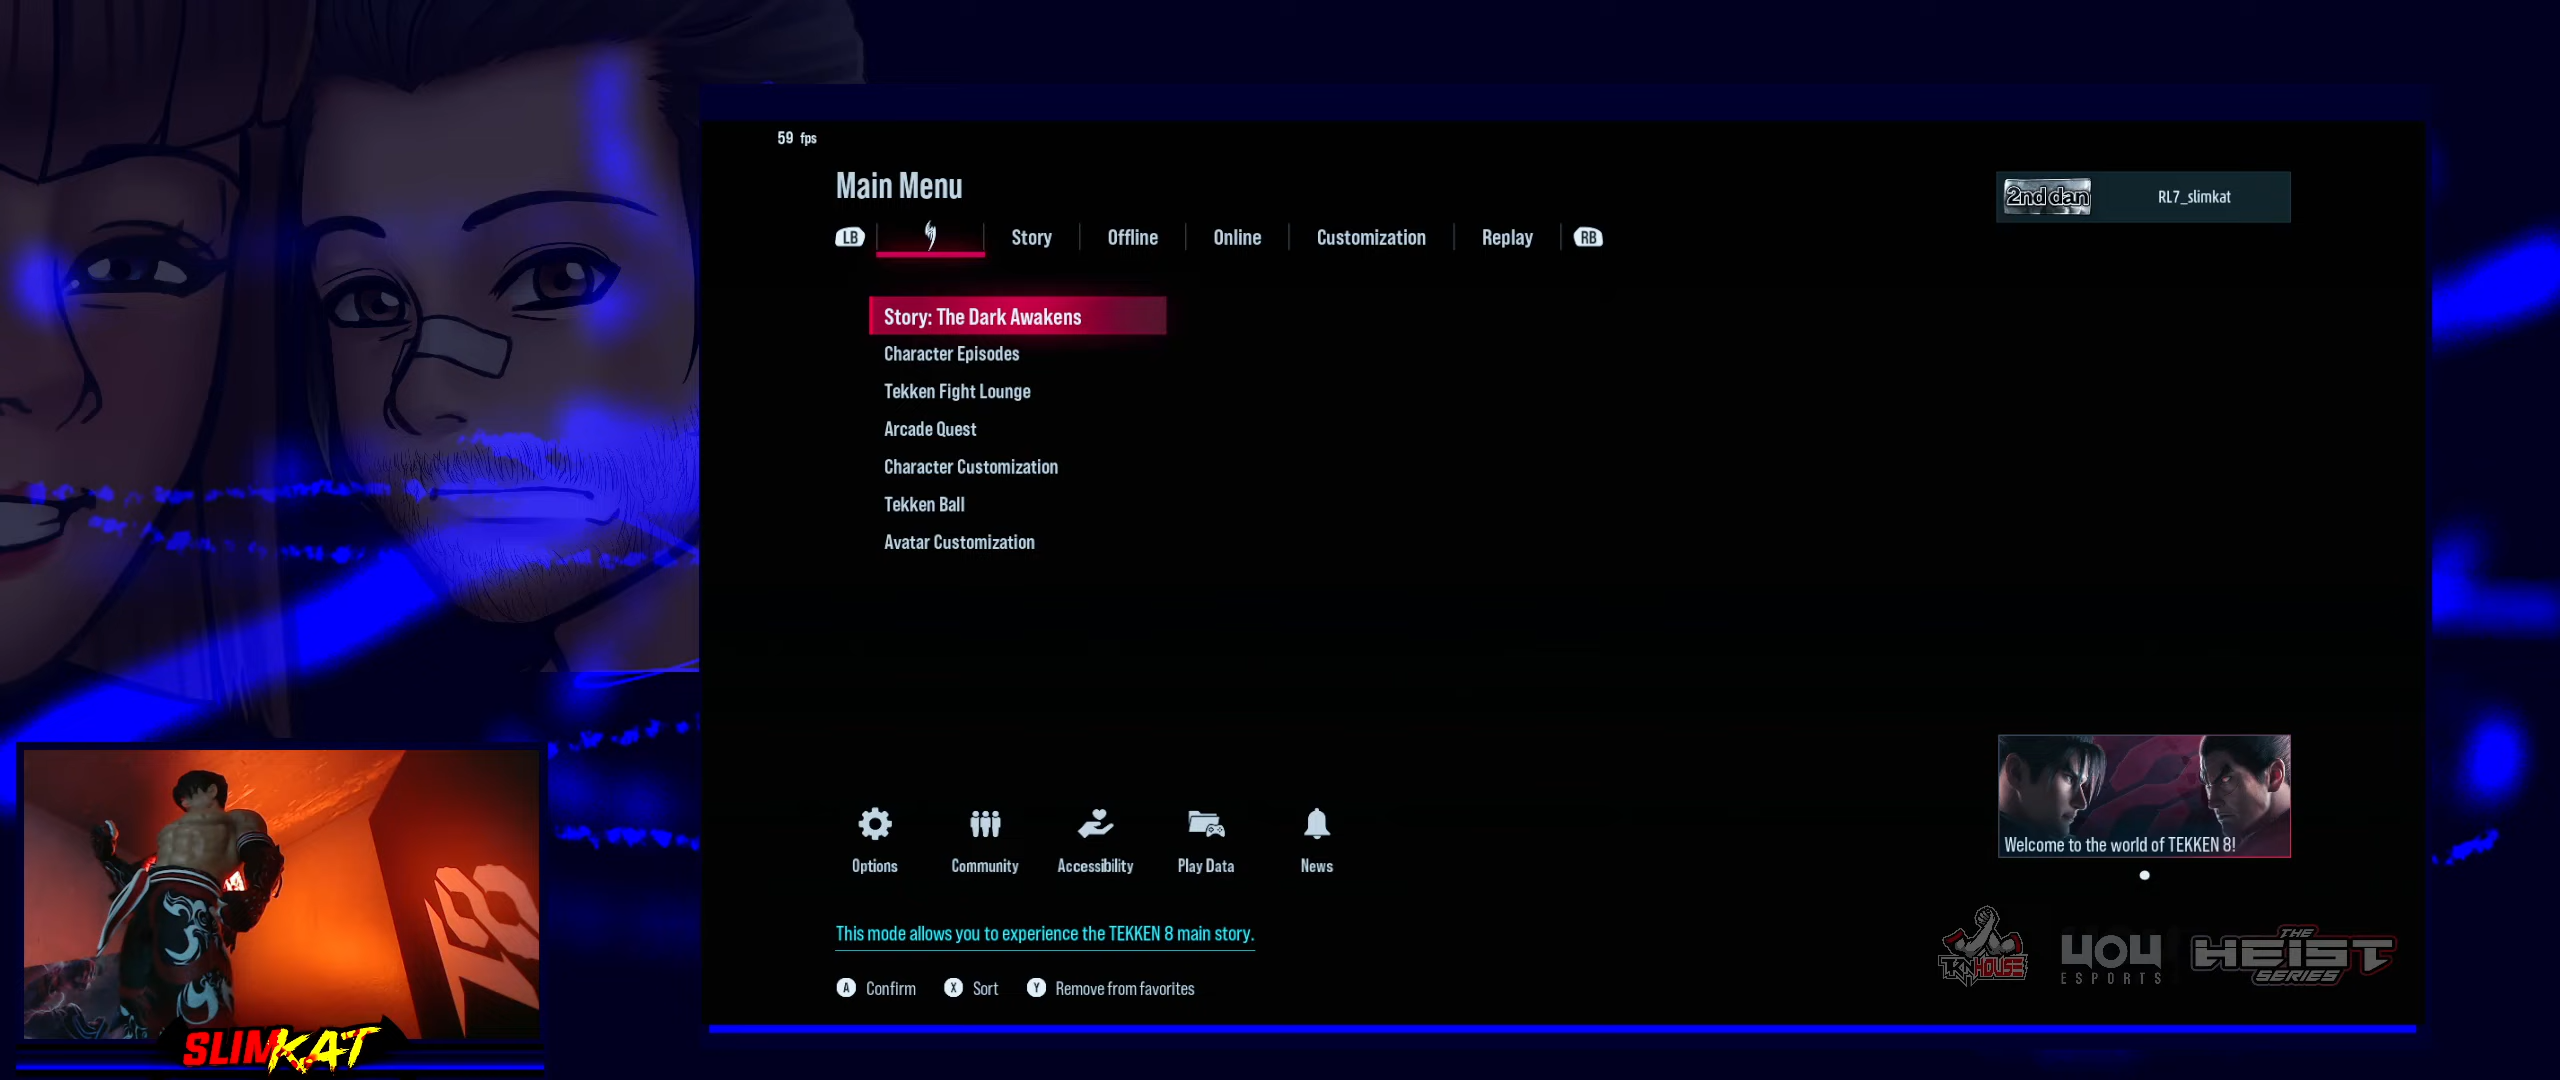 59 fps
Main Menu
2nd dan RL7_slimkat
LB Story Offline Online Customization Replay RB
Story: The Dark Awakens
Character Episodes
Tekken Fight Lounge
Arcade Quest
Character Customization
Tekken Ball
Avatar Customization
Welcome to the world of TEKKEN 8!
Options Community Accessibility Play Data News
This mode allows you to experience the TEKKEN 8 main story.
A Confirm X Sort Y Remove from favorites
TKNHOUSE
404
ESPORTS
THE
HEIST
SERIES
SLIMKAT